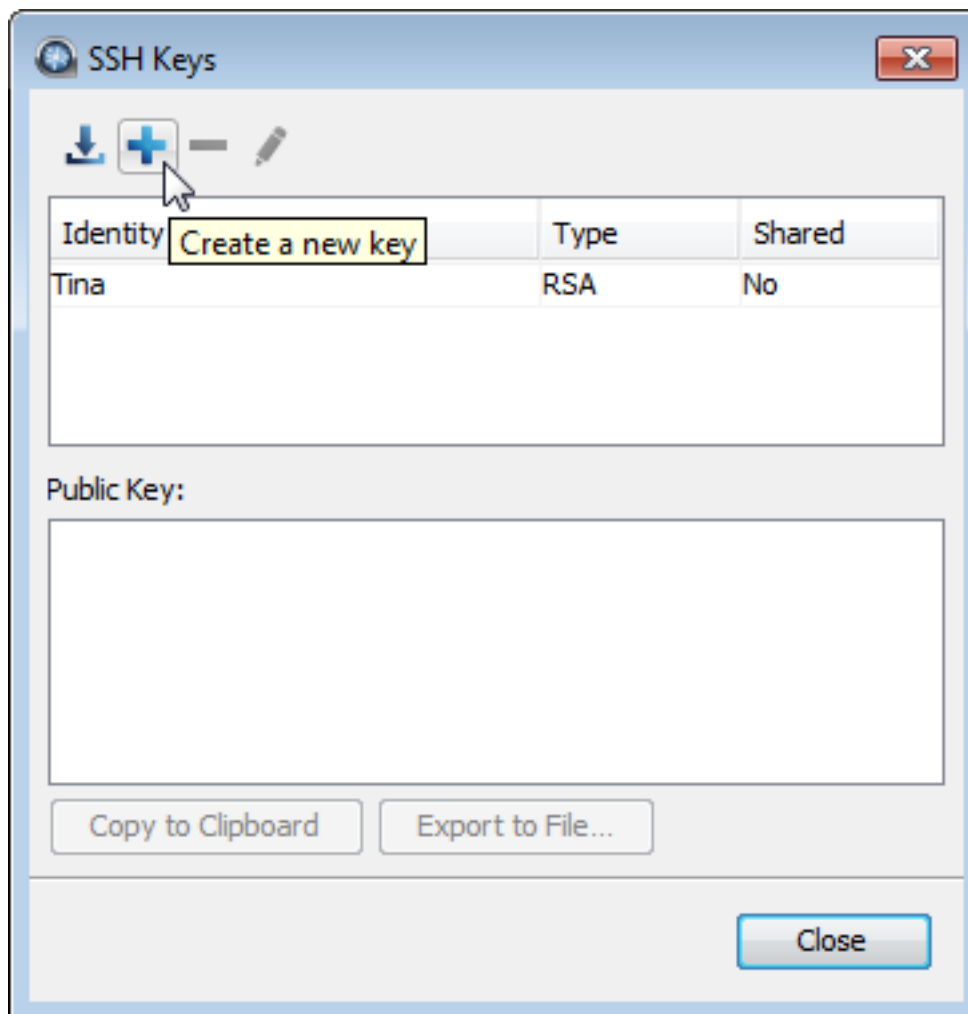 SSH Keys
Identity
Create a new key
Type
Shared
Tina
RSA
No
Public Key:
Copy to Clipboard
Export to File...
Close